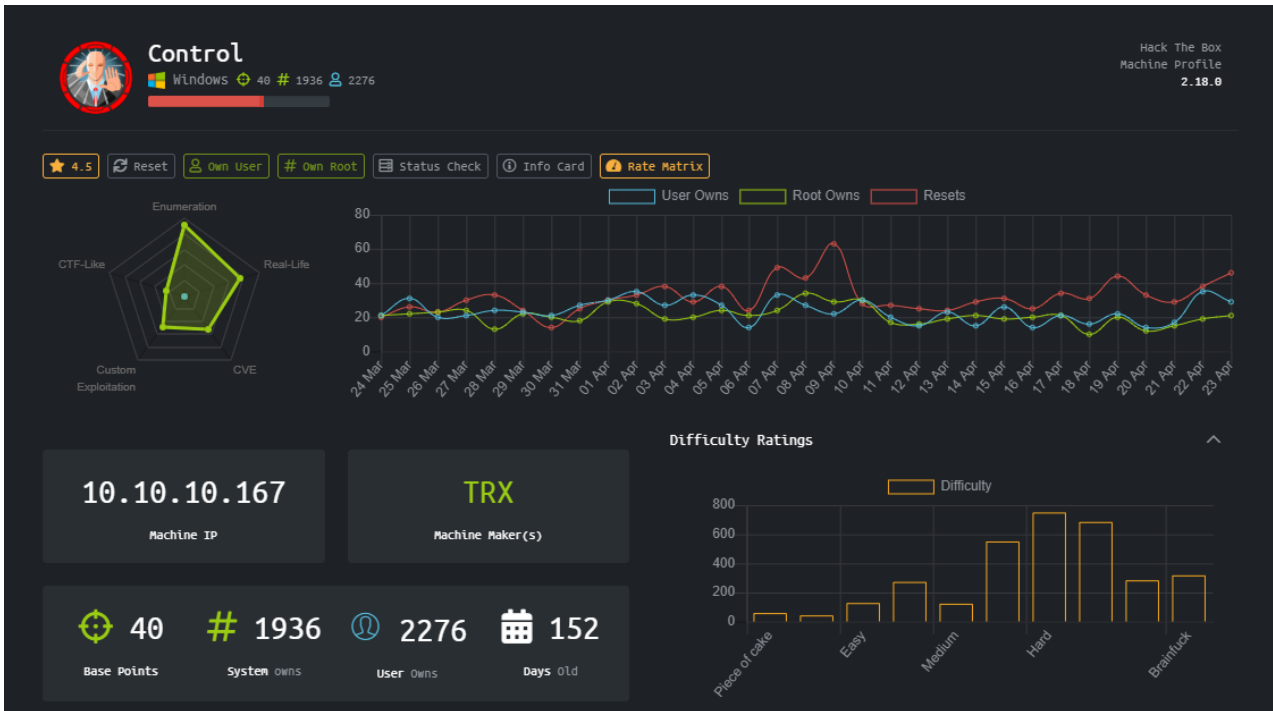 Control
Windows 40 # 1936 2276
Hack The Box
Machine Profile
2.18.0
4.5 Reset Own User # Own Root Status Check Info Card Rate Matrix
User Owns Root Owns Resets
Enumeration
CTF-Like
Real-Life
Custom
Exploitation
CVE
80
60
40
20
0
24 Mar 25 Mar 26 Mar 27 Mar 28 Mar 29 Mar 30 Mar 31 Mar 01 Apr 02 Apr 03 Apr 04 Apr 05 Apr 06 Apr 07 Apr 08 Apr 09 Apr 10 Apr 11 Apr 12 Apr 13 Apr 14 Apr 15 Apr 16 Apr 17 Apr 18 Apr 19 Apr 20 Apr 21 Apr 22 Apr 23 Apr
10.10.10.167
Machine IP
TRX
Machine Maker(s)
Difficulty Ratings
Difficulty
800
600
400
200
0
Piece of cake Easy Medium Hard Brainfuck
40 # 1936 2276 152
Base Points System owns User Owns Days Old